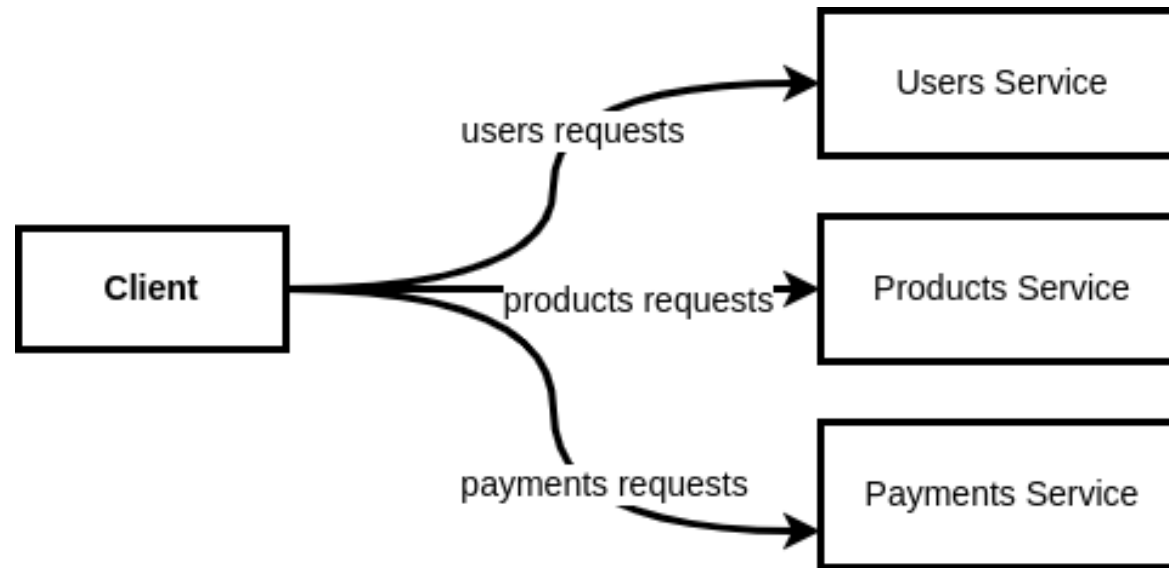 Users Service
users requests
Client
products requests
Products Service
payments requests
Payments Service